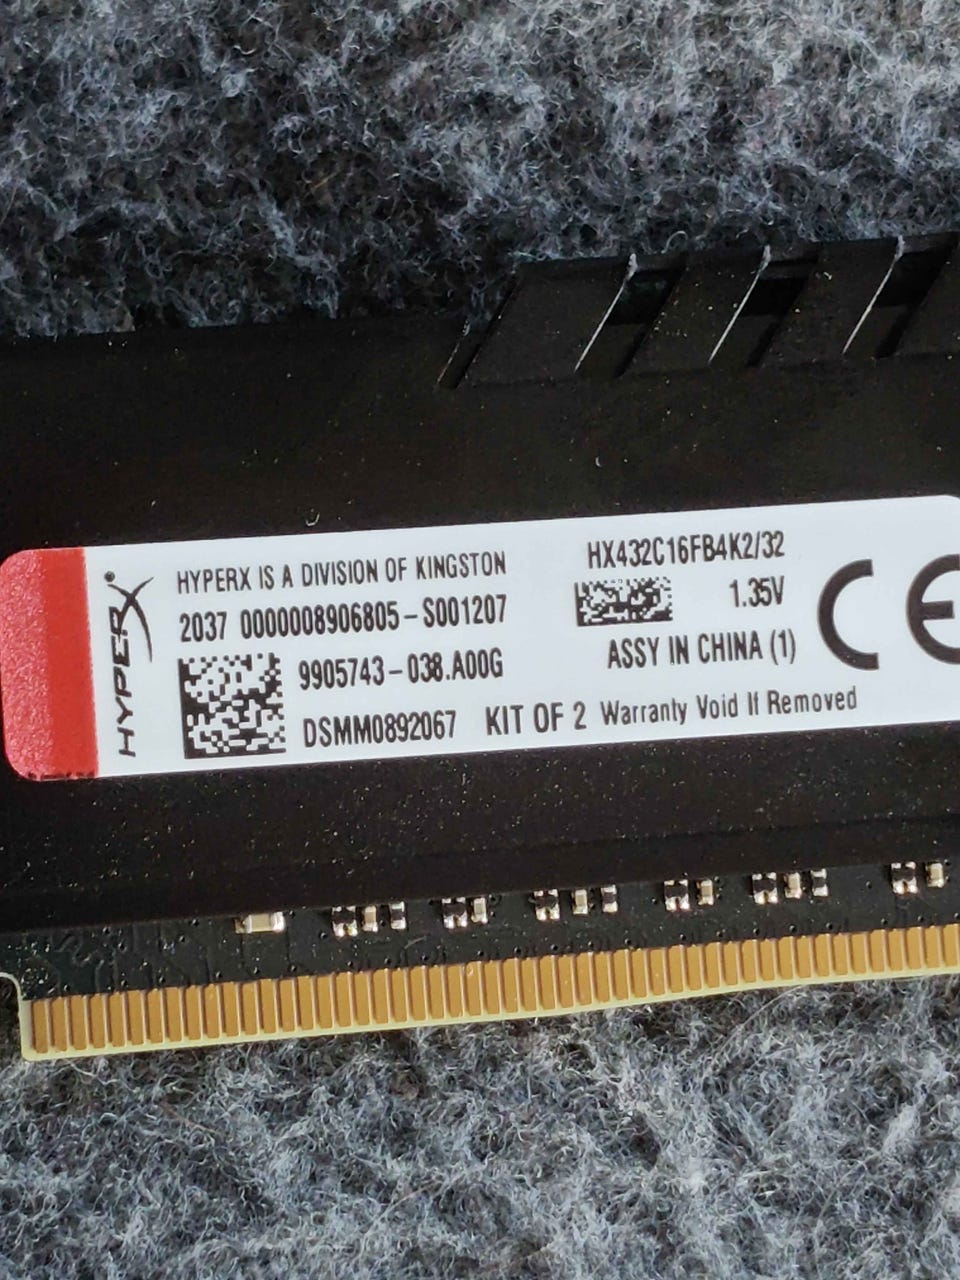 HYPERX
HYPERX IS A DIVISION OF KINGSTON
2037 0000008906805-S001207
9905743-038.A00G
DSMM0892067 KIT OF 2 Warranty Void If Removed
HX432C16FB4K2/32
1.35V
ASSY IN CHINA (1)
CE